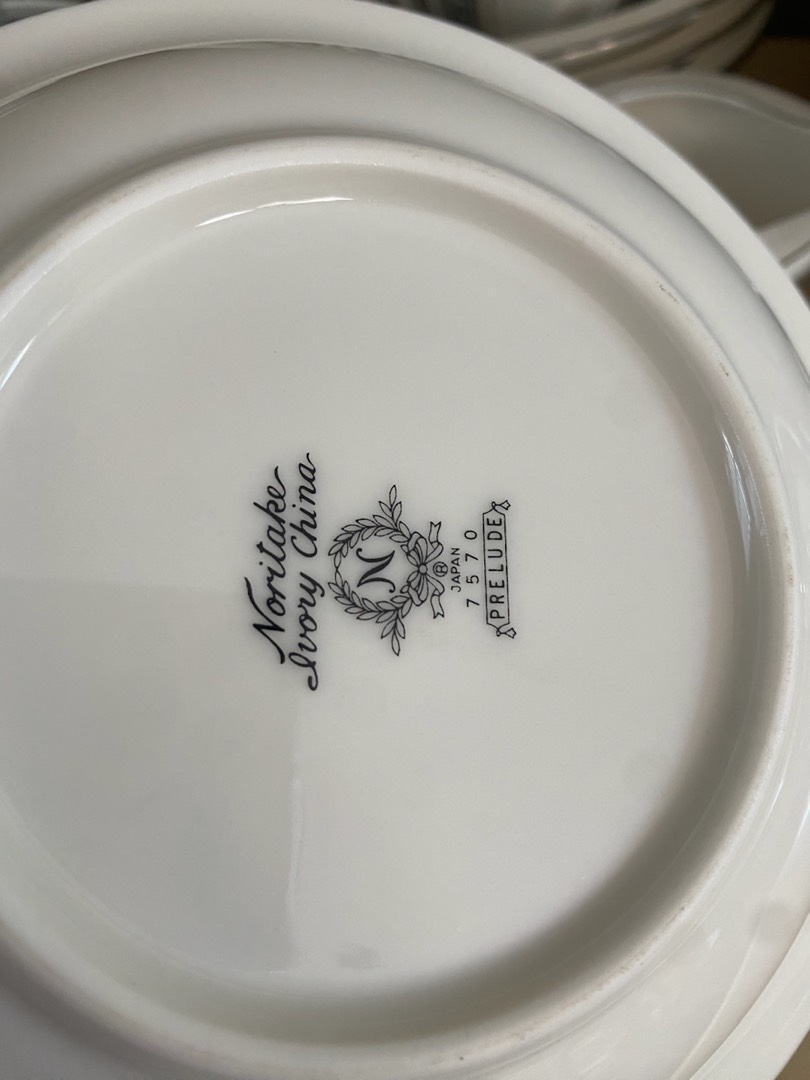 Noritake
Ivory China
N
®
JAPAN
7570
PRELUDE